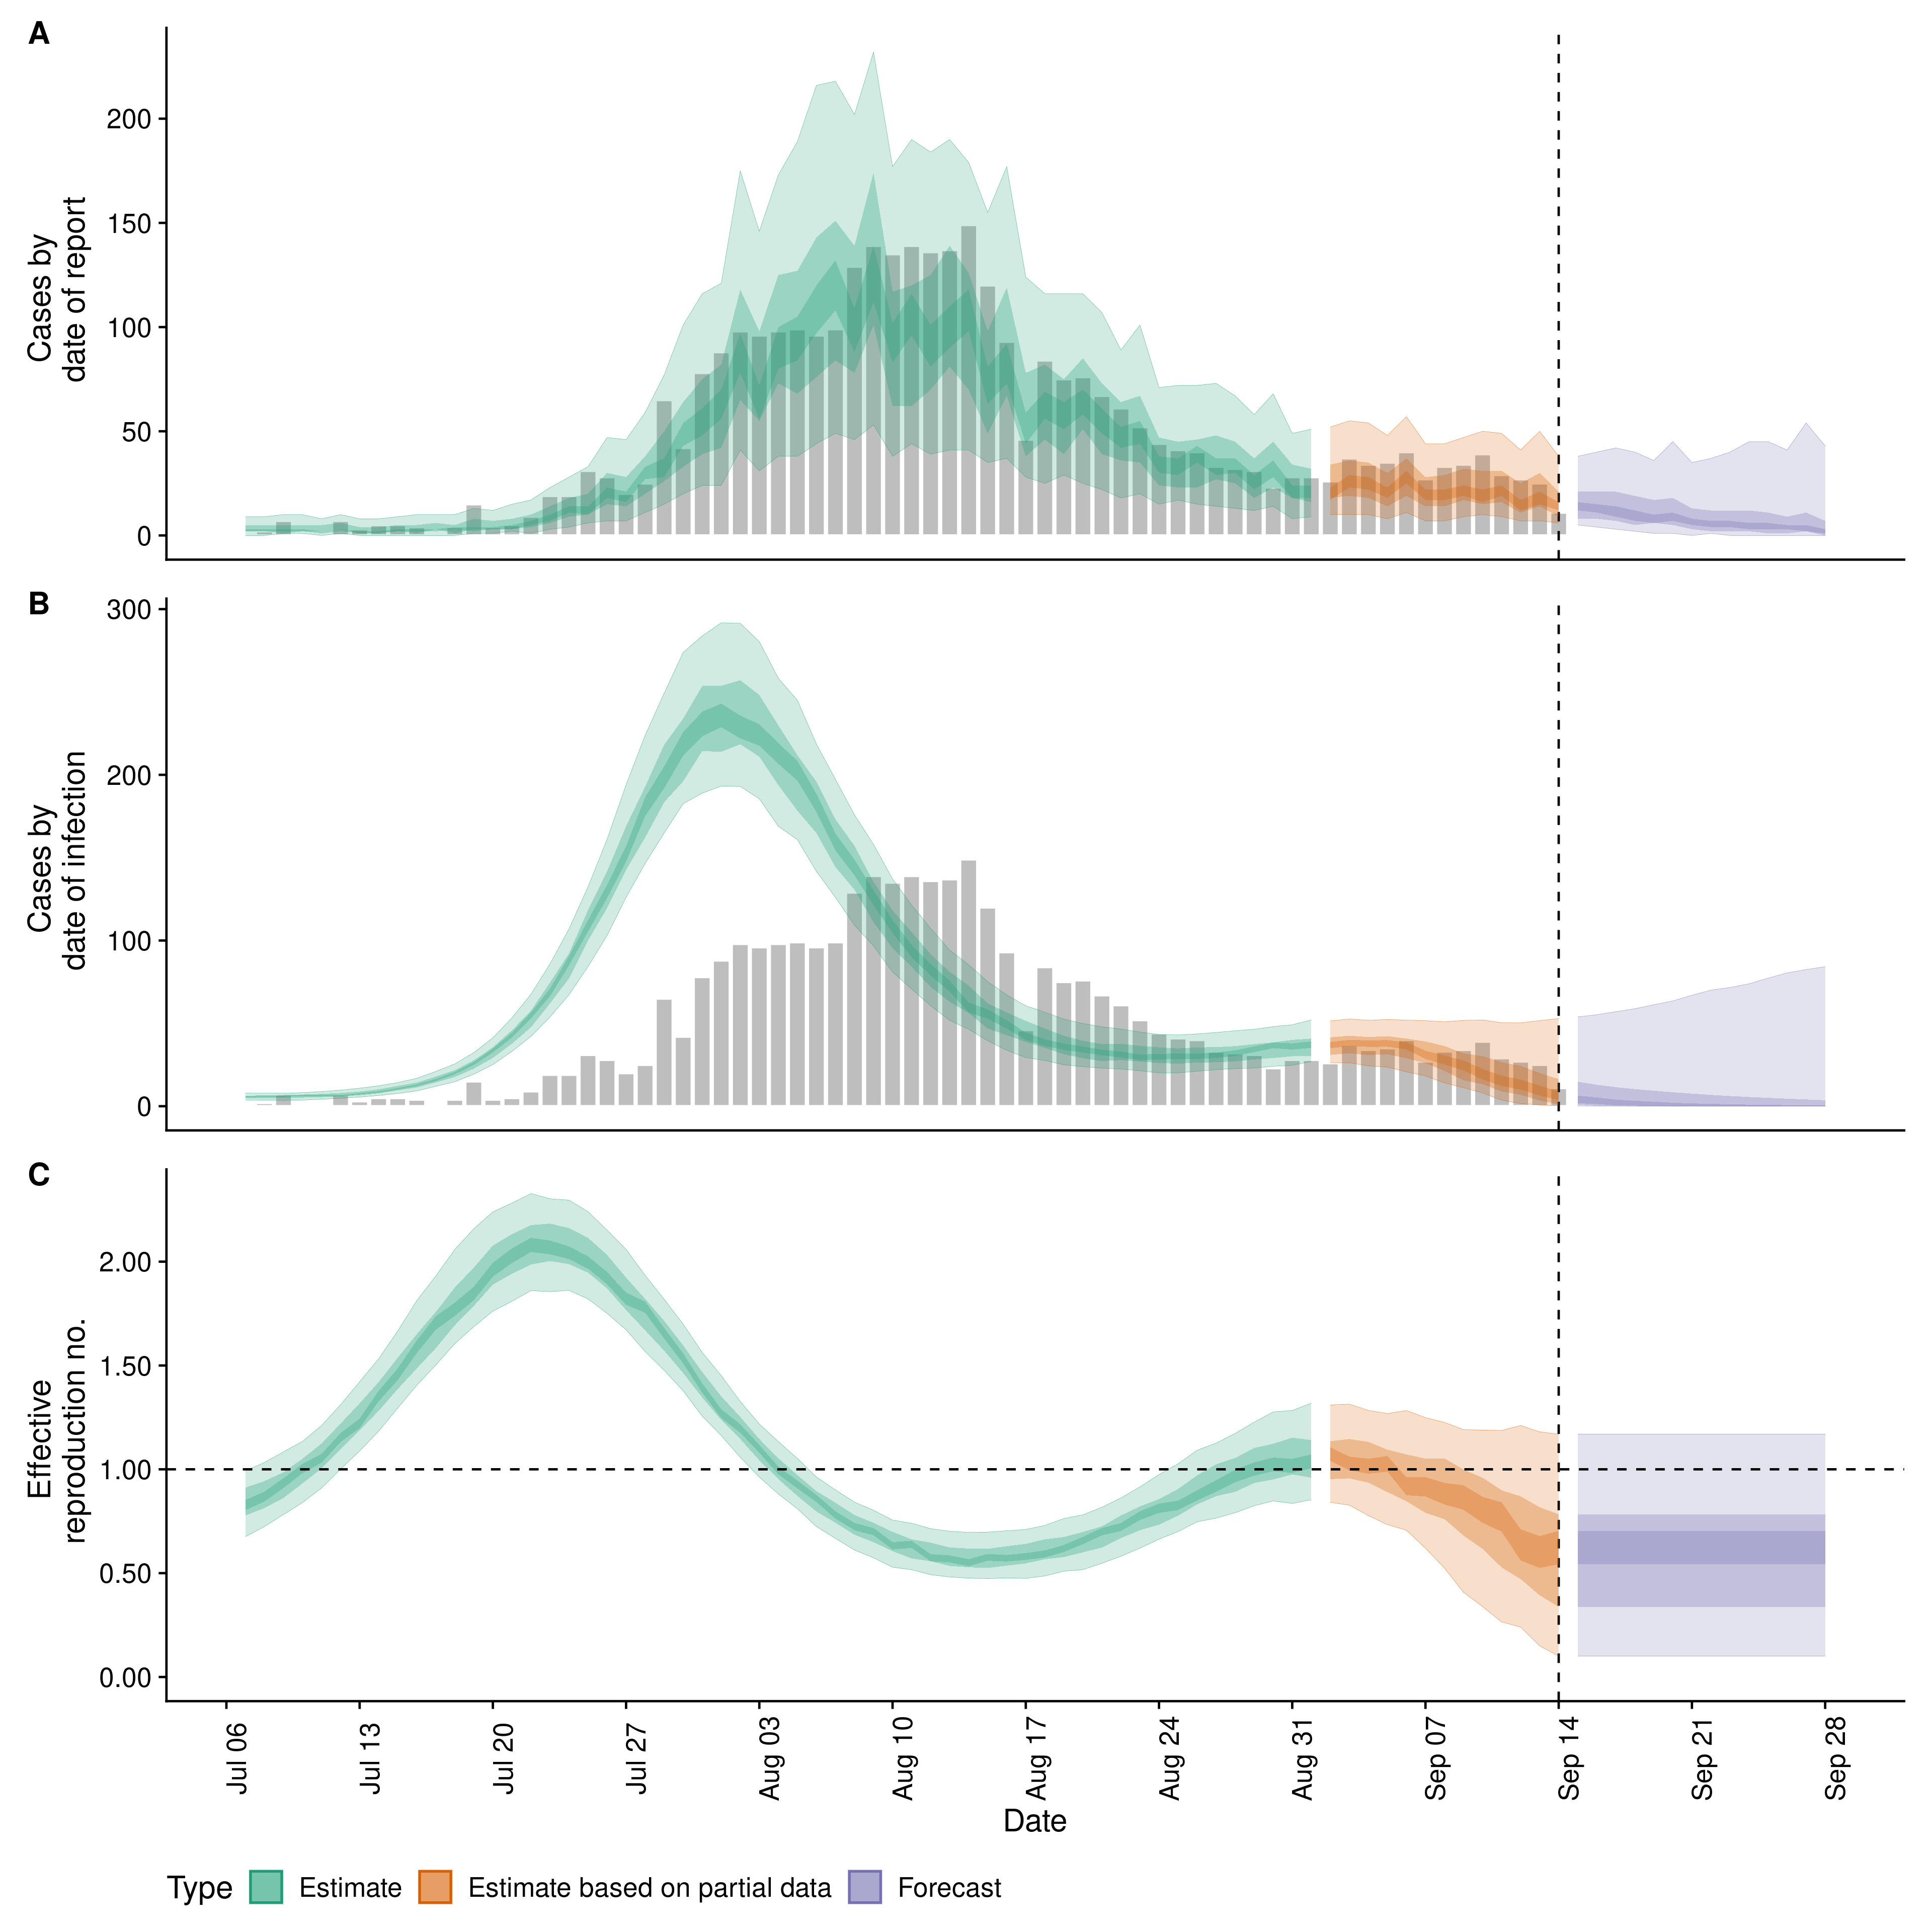 A
Cases by
date of report
200
150
100
50
0
B
Cases by
date of infection
300
200
100
0
C
Effective
reproduction no.
2.00
1.50
1.00
0.50
0.00
Jul 06
Jul 13
Jul 20
Jul 27
Aug 03
Aug 10
Aug 17
Aug 24
Aug 31
Sep 07
Sep 14
Sep 21
Sep 28
Date
Type Estimate Estimate based on partial data Forecast